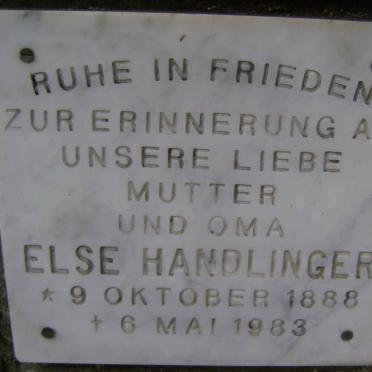 RUHE IN FRIEDEN
ZUR ERINNERUNG A
UNSERE LIEBE
MUTTER
UND OMA
ELSE HANDLINGER
* 9 OKTOBER 1888
† 6 MAI 1983